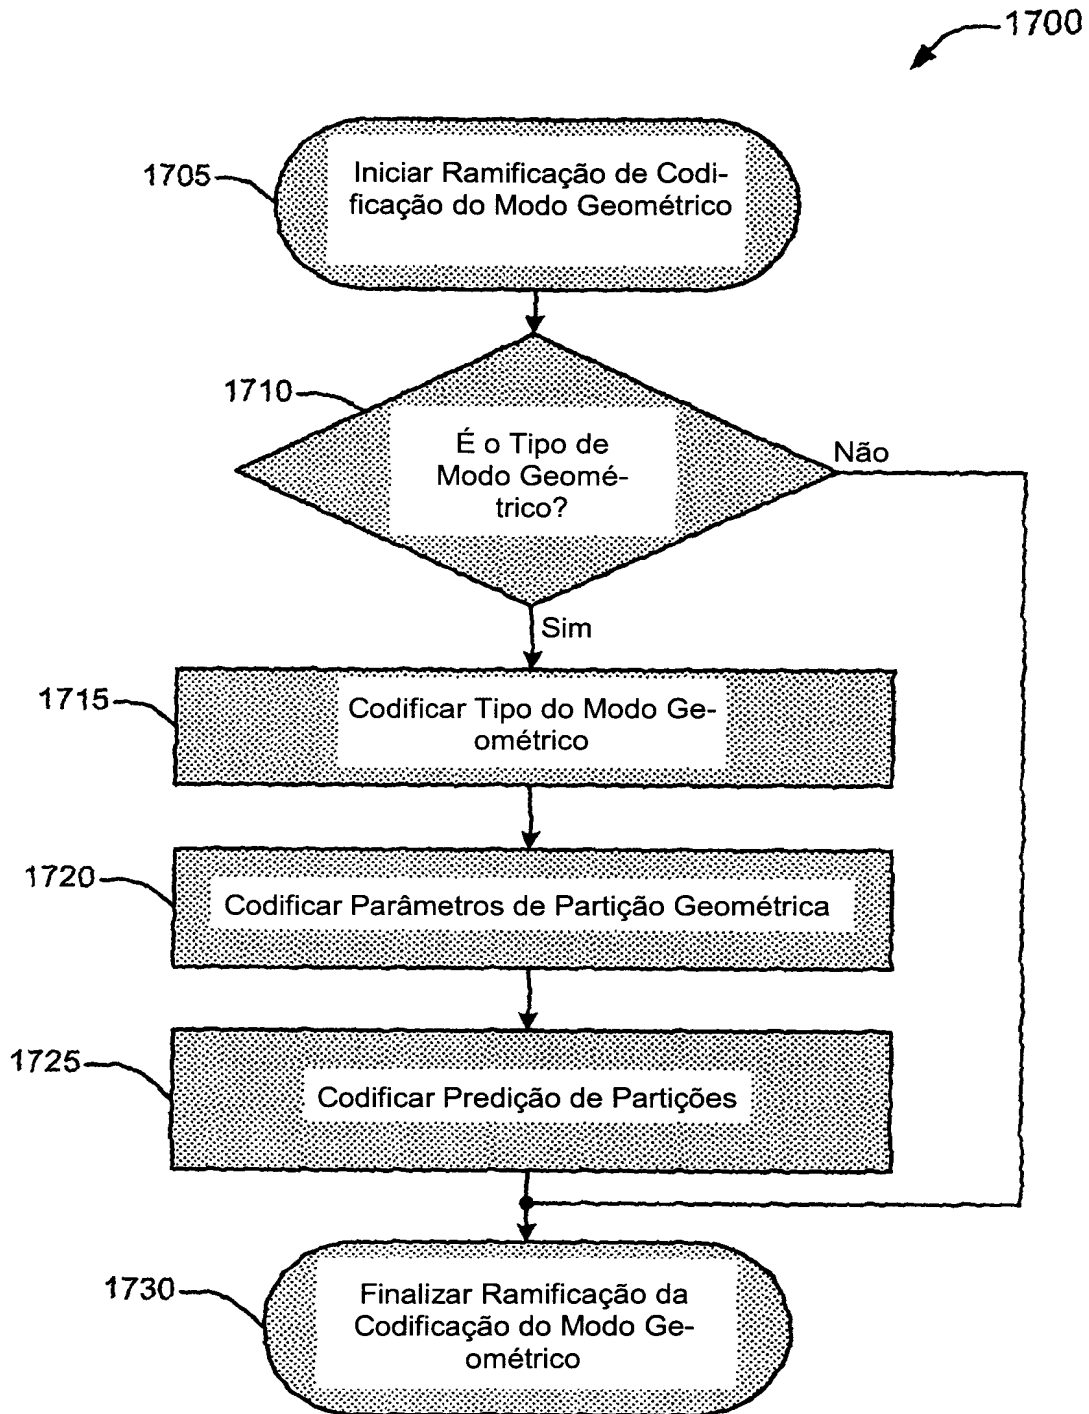 1700
1705
Iniciar Ramificação de Codi-
ficação do Modo Geométrico
1710
É o Tipo de
Modo Geomé-
trico?
Não
Sim
1715
Codificar Tipo do Modo Ge-
ométrico
1720
Codificar Parâmetros de Partição Geométrica
1725
Codificar Predição de Partições
1730
Finalizar Ramificação da
Codificação do Modo Ge-
ométrico